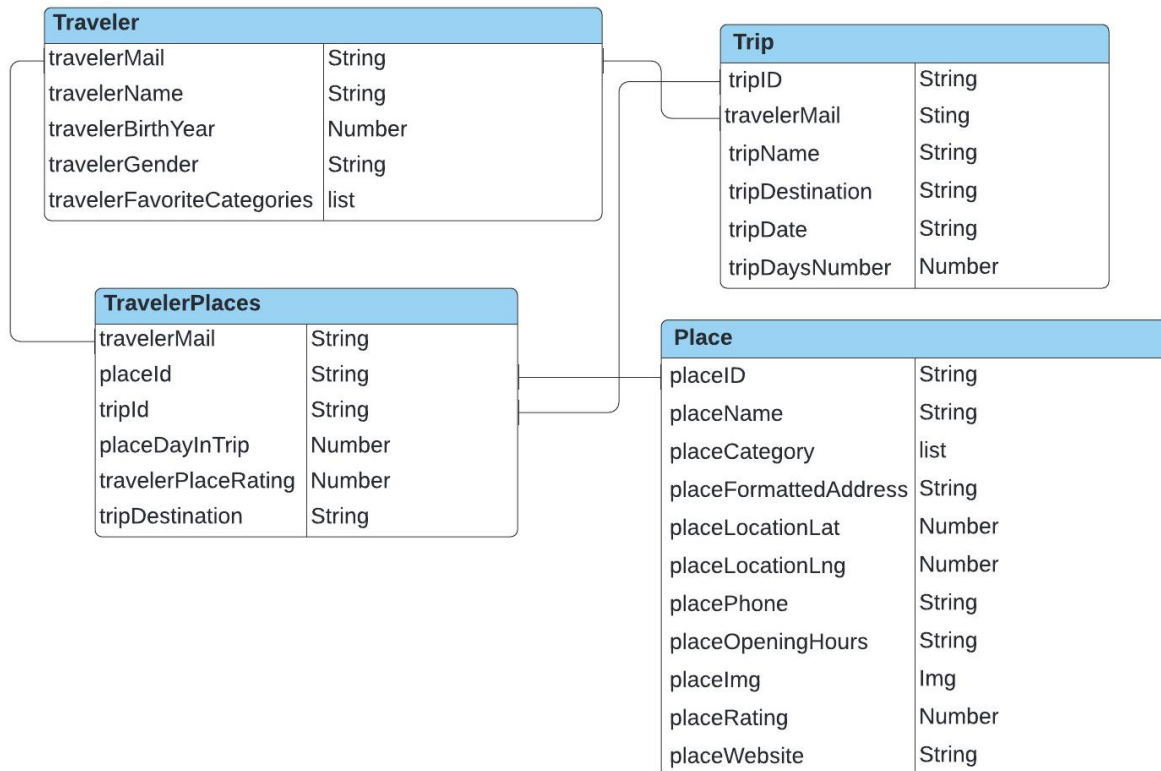 Traveler
travelerMail String
travelerName String
travelerBirthYear Number
travelerGender String
travelerFavoriteCategories list
Trip
tripID String
travelerMail Sting
tripName String
tripDestination String
tripDate String
tripDaysNumber Number
TravelerPlaces
travelerMail String
placeId String
tripId String
placeDayInTrip Number
travelerPlaceRating Number
tripDestination String
Place
placeID String
placeName String
placeCategory list
placeFormattedAddress String
placeLocationLat Number
placeLocationLng Number
placePhone String
placeOpeningHours String
placeImg Img
placeRating Number
placeWebsite String